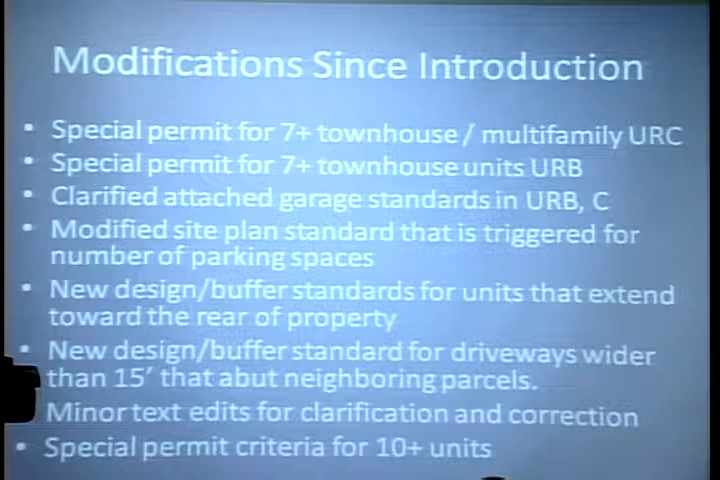 Modifications Since Introduction
• Special permit for 7+ townhouse / multifamily URC
• Special permit for 7+ townhouse units URB
• Clarified attached garage standards in URB, C
• Modified site plan standard that is triggered for
number of parking spaces
• New design/buffer standards for units that extend
toward the rear of property
• New design/buffer standard for driveways wider
than 15’ that abut neighboring parcels.
Minor text edits for clarification and correction
• Special permit criteria for 10+ units